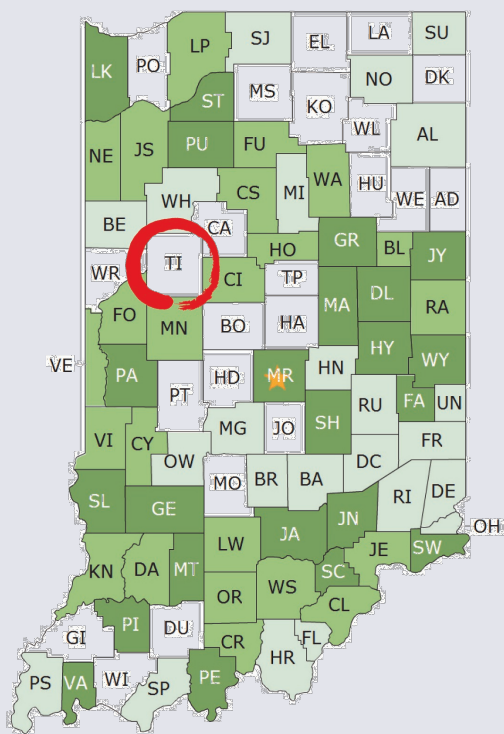 LP SJ EL LA SU
LK PO
ST MS KO NO DK
WL
NE JS PU FU AL
WH CS MI WA HU WE AD
BE CA
GR BL JY
WR TI HO
CI TP
FO MN BO HA MA DL RA
VE PA HD MR HN HY WY
PT RU FA UN
VI CY MG JO SH FR
OW DC
SL MO BR BA RI DE
GE JA JN OH
LW JE SW
KN DA MT SC
OR WS CL
GI PI DU
CR HR FL
PS VA WI SP PE